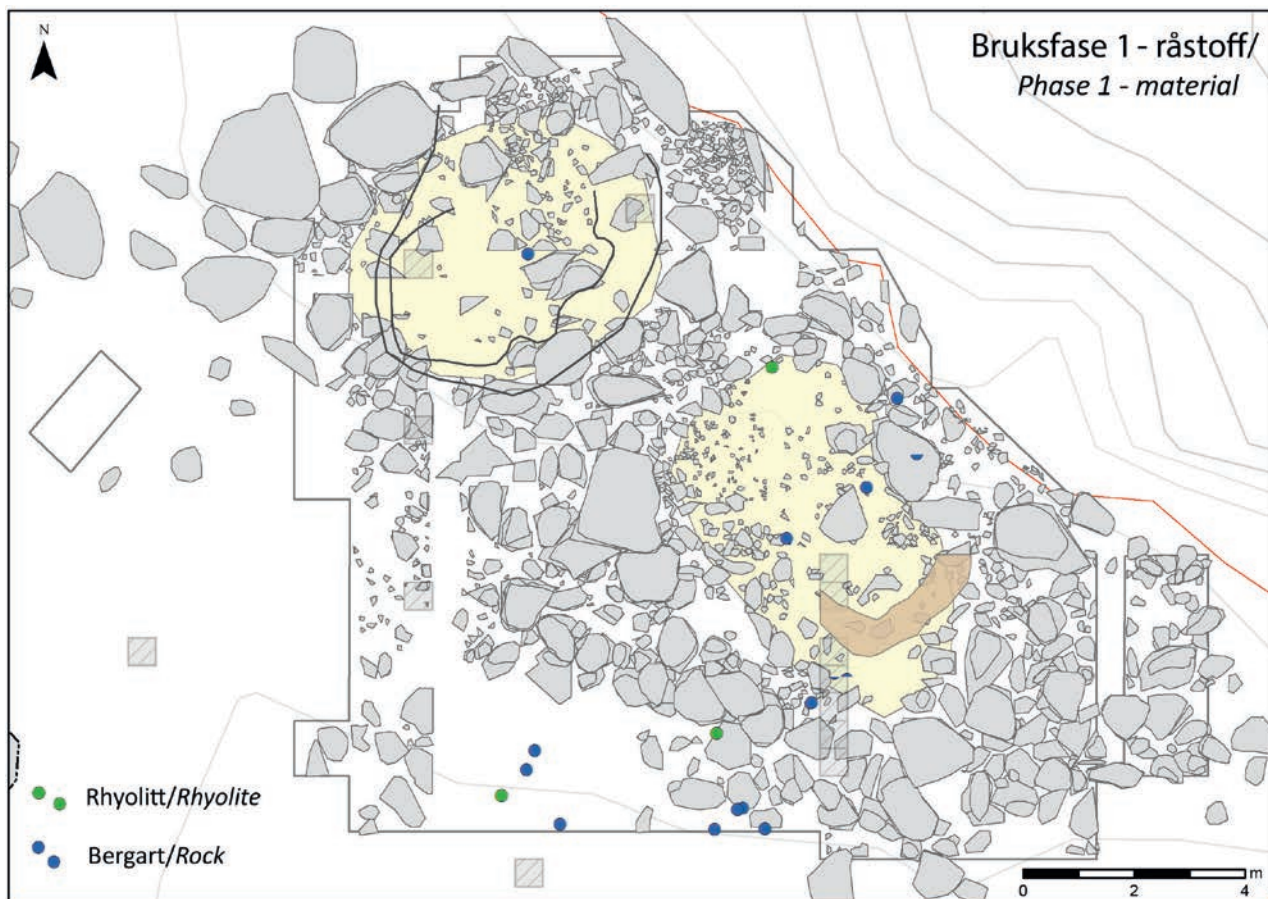 N
Bruksfase 1 - råstoff/
Phase 1 - material
Rhyolitt/Rhyolite
Bergart/Rock
m
0 2 4